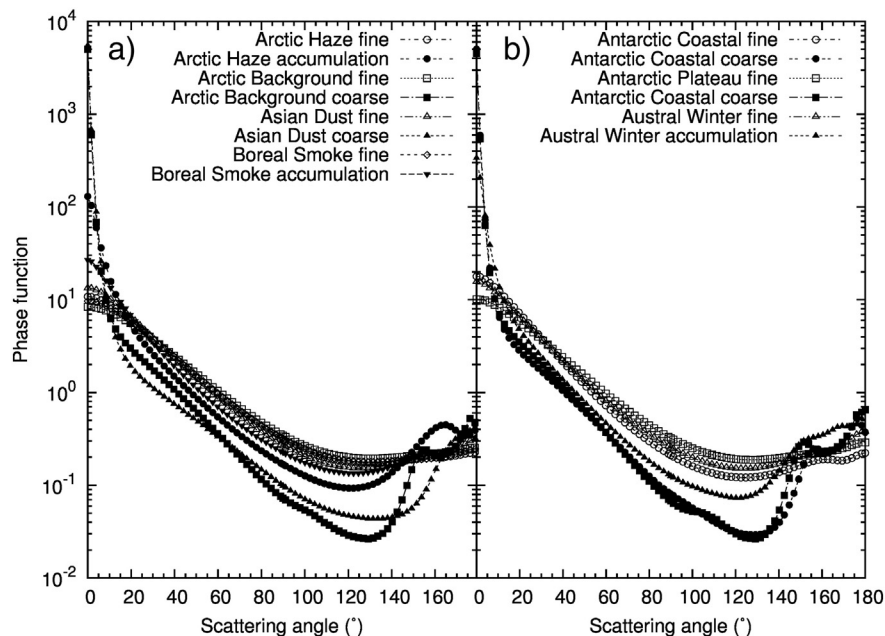 Phase function
10^4
10^3
10^2
10^1
10^0
10^-1
10^-2
a)
Arctic Haze fine
Arctic Haze accumulation
Arctic Background fine
Arctic Background coarse
Asian Dust fine
Asian Dust coarse
Boreal Smoke fine
Boreal Smoke accumulation
0 20 40 60 80 100 120 140 160
Scattering angle (°)
b)
Antarctic Coastal fine
Antarctic Coastal coarse
Antarctic Plateau fine
Antarctic Coastal coarse
Austral Winter fine
Austral Winter accumulation
0 20 40 60 80 100 120 140 160 180
Scattering angle (°)